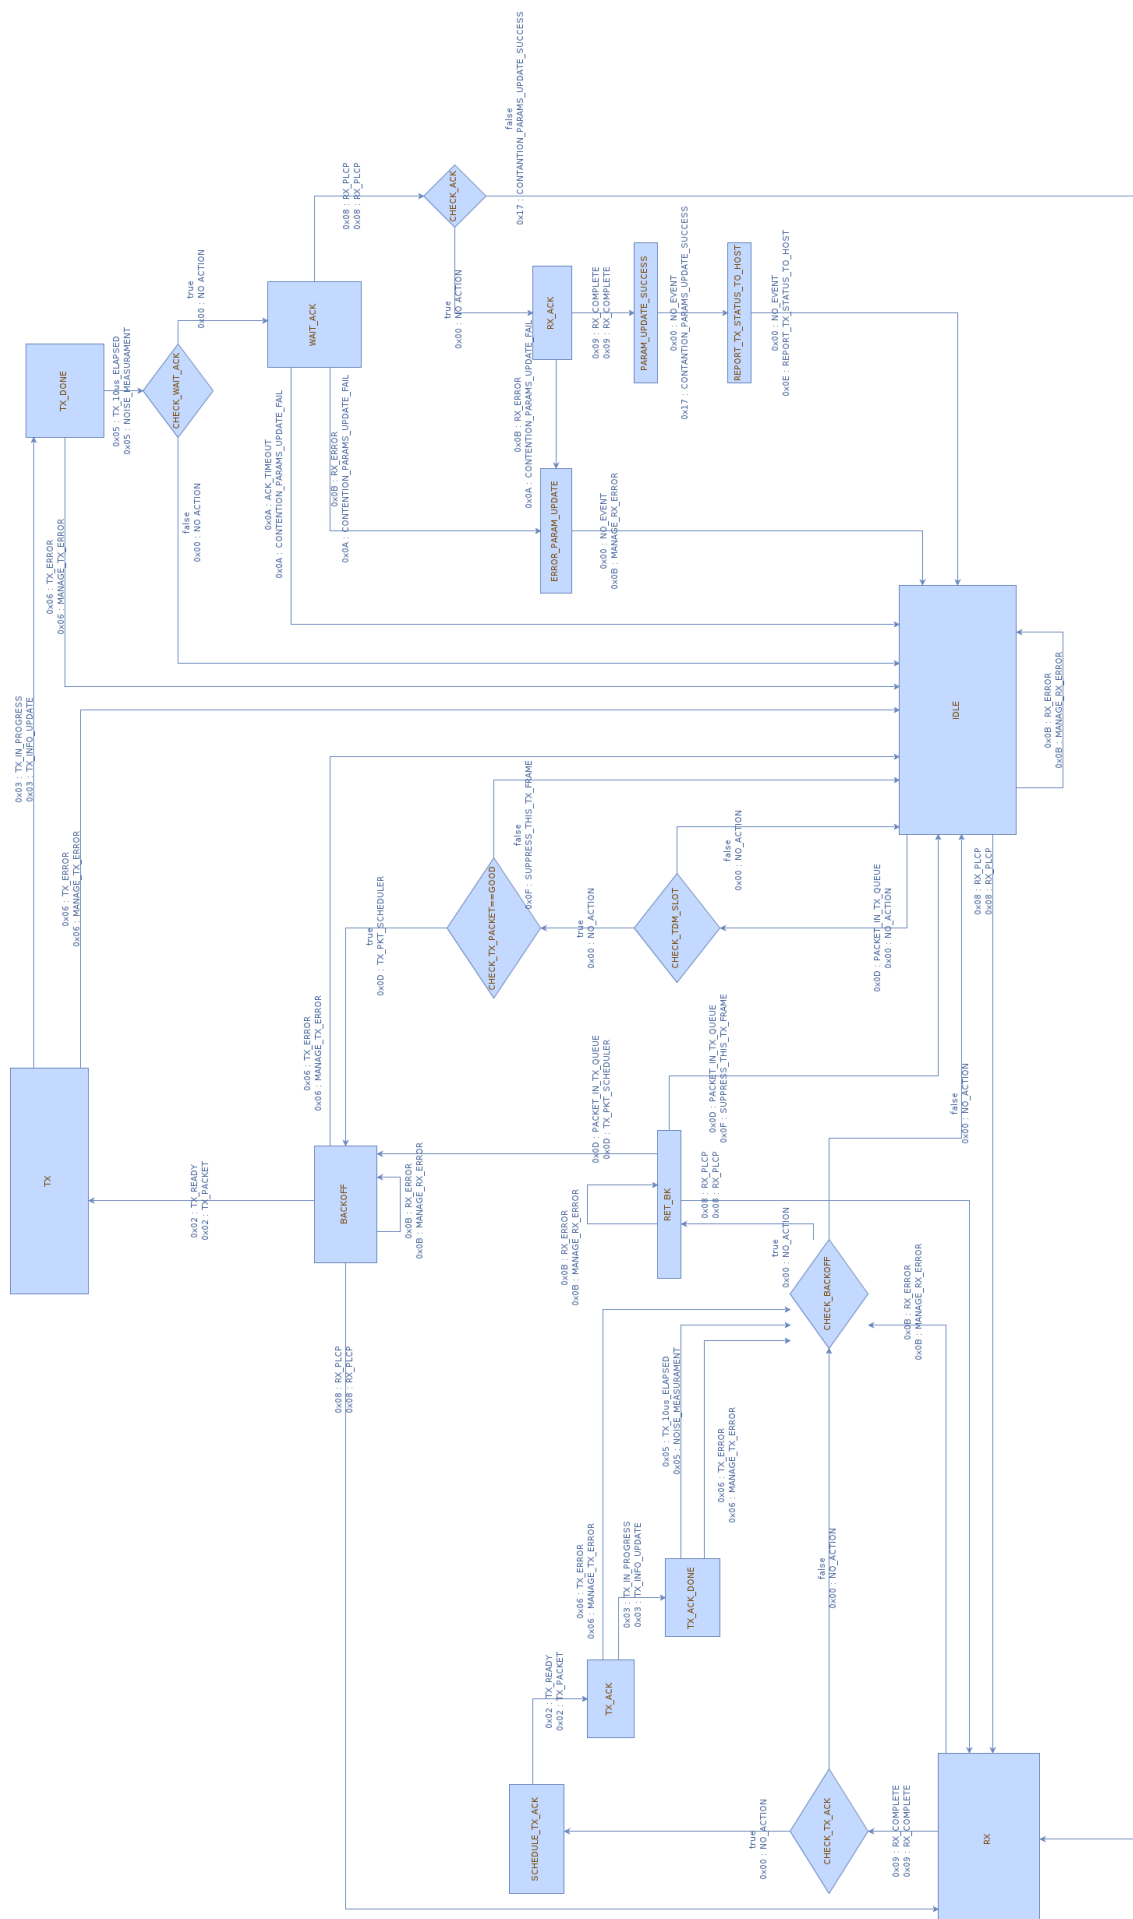 false
0x17 : CONTANTION_PARAMS_UPDATE_SUCCESS
0x08 : RX_PLCP
0x08 : RX_PLCP
CHECK_ACK
true
0x00 : NO ACTION
true
0x00 : NO_ACTION
TX_DONE
0x05 : TX_10us_ELAPSED
0x05 : NOISE_MEASURAMENT
CHECK_WAIT_ACK
WAIT_ACK
RX_ACK
0x09 : RX_COMPLETE
0x09 : RX_COMPLETE
PARAM_UPDATE_SUCCESS
0x00 : NO_EVENT
0x17 : CONTANTION_PARAMS_UPDATE_SUCCESS
REPORT_TX_STATUS_TO_HOST
0x00 : NO_EVENT
0x0E : REPORT_TX_STATUS_TO_HOST
false
0x00 : NO ACTION
0x0A : ACK_TIMEOUT
0x0A : CONTENTION_PARAMS_UPDATE_FAIL
0x0B : RX_ERROR
0x0A : CONTENTION_PARAMS_UPDATE_FAIL
0x0B : RX_ERROR
0x0A : CONTENTION_PARAMS_UPDATE_FAIL
ERROR_PARAM_UPDATE
0x00 : NO_EVENT
0x0B : MANAGE_RX_ERROR
0x06 : TX_ERROR
0x06 : MANAGE_TX_ERROR
0x03 : TX_IN_PROGRESS
0x03 : TX_INFO_UPDATE
IDLE
0x0B : RX_ERROR
0x0B : MANAGE_RX_ERROR
0x06 : TX_ERROR
0x06 : MANAGE_TX_ERROR
false
0x0F : SUPPRESS_THIS_TX_FRAME
false
0x00 : NO_ACTION
true
0x0D : TX_PKT_SCHEDULER
CHECK_TX_PACKET==GOOD
true
0x00 : NO_ACTION
CHECK_TDM_SLOT
0x0D : PACKET_IN_TX_QUEUE
0x00 : NO_ACTION
0x08 : RX_PLCP
0x08 : RX_PLCP
0x06 : TX_ERROR
0x06 : MANAGE_TX_ERROR
0x0D : PACKET_IN_TX_QUEUE
0x0D : TX_PKT_SCHEDULER
0x0D : PACKET_IN_TX_QUEUE
0x0F : SUPPRESS_THIS_TX_FRAME
false
0x00 : NO_ACTION
TX
0x02 : TX_READY
0x02 : TX_PACKET
BACKOFF
0x0B : RX_ERROR
0x0B : MANAGE_RX_ERROR
0x0B : RX_ERROR
0x0B : MANAGE_RX_ERROR
RET_BK
0x08 : RX_PLCP
0x08 : RX_PLCP
true
0x00 : NO_ACTION
CHECK_BACKOFF
0x0B : RX_ERROR
0x0B : MANAGE_RX_ERROR
0x08 : RX_PLCP
0x08 : RX_PLCP
0x05 : TX_10us_ELAPSED
0x05 : NOISE_MEASURAMENT
0x06 : TX_ERROR
0x06 : MANAGE_TX_ERROR
0x06 : TX_ERROR
0x06 : MANAGE_TX_ERROR
0x03 : TX_IN_PROGRESS
0x03 : TX_INFO_UPDATE
TX_ACK_DONE
false
0x00 : NO_ACTION
0x02 : TX_READY
0x02 : TX_PACKET
TX_ACK
SCHEDULE_TX_ACK
true
0x00 : NO_ACTION
CHECK_TX_ACK
0x09 : RX_COMPLETE
0x09 : RX_COMPLETE
RX